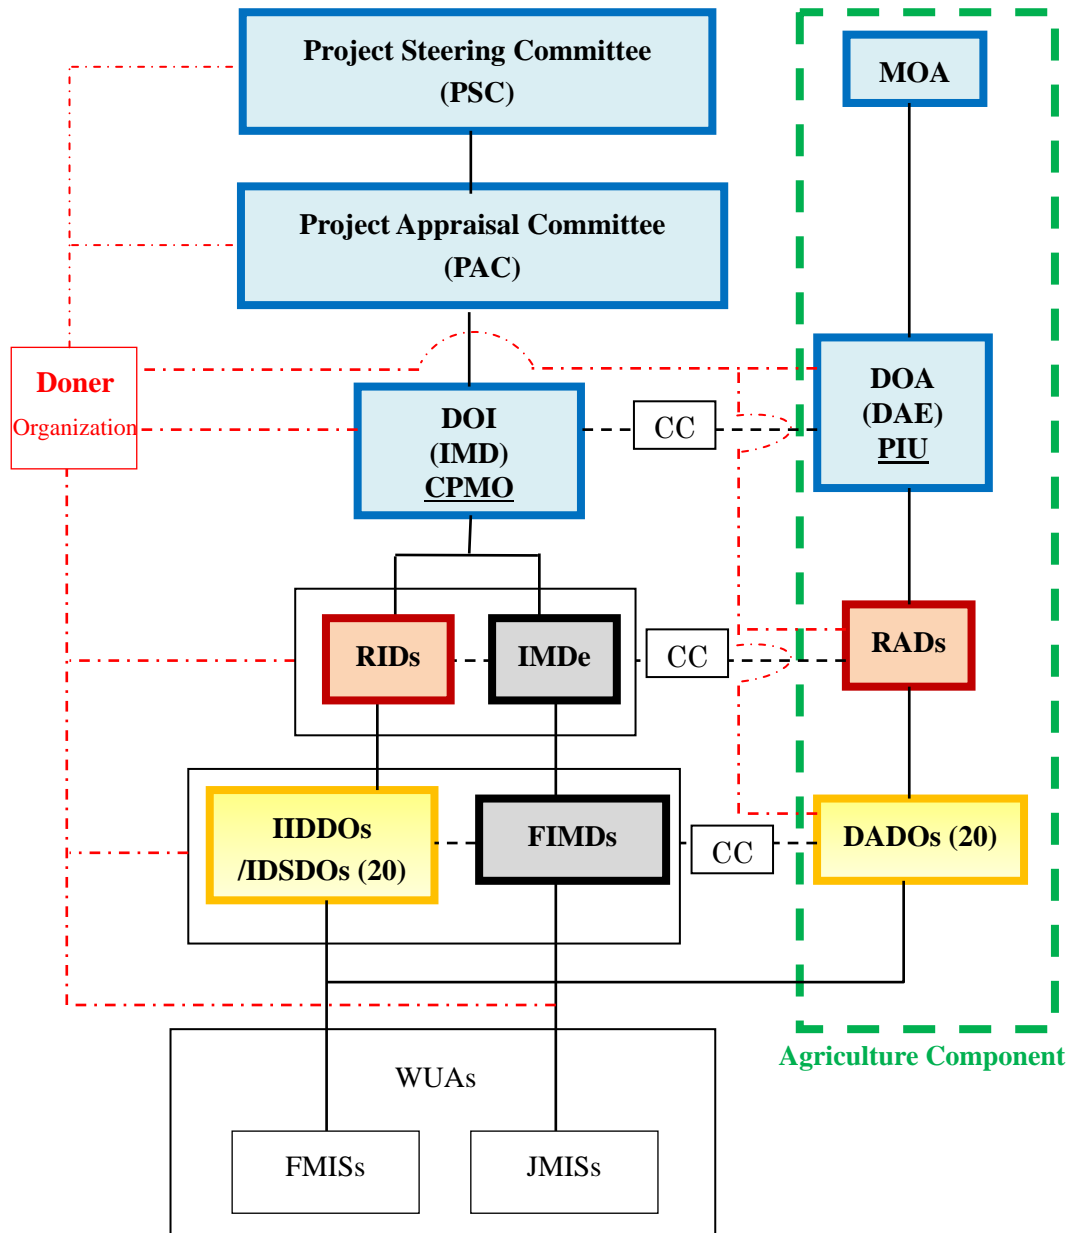 Project Steering Committee
(PSC)
MOA
Project Appraisal Committee
(PAC)
Doner
Organization
DOI
(IMD)
CPMO
CC
DOA
(DAE)
PIU
RIDs
IMDe
CC
RADs
IIDDOs
/IDSDOs (20)
FIMDs
CC
DADOs (20)
Agriculture Component
WUAs
FMISs
JMISs